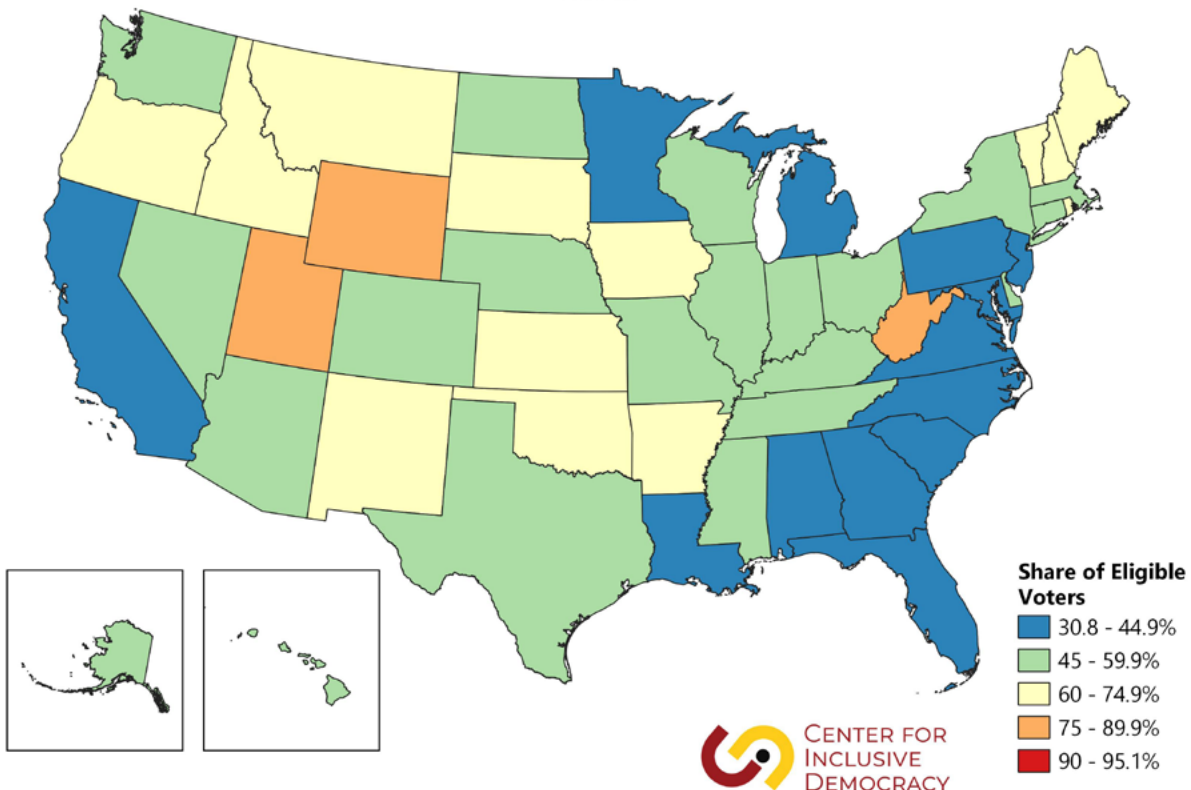 Share of Eligible
Voters
30.8 - 44.9%
45 - 59.9%
60 - 74.9%
75 - 89.9%
90 - 95.1%
CENTER FOR
INCLUSIVE
DEMOCRACY